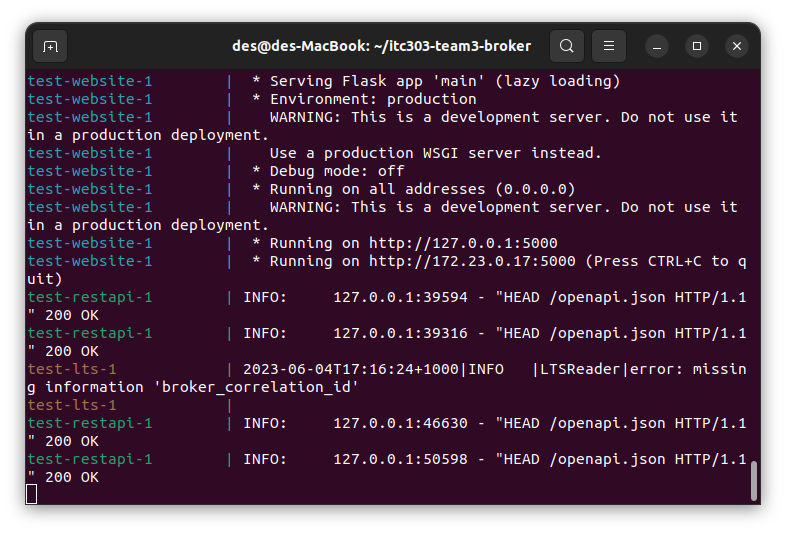 des@des-MacBook: ~/itc303-team3-broker
test-website-1        |  * Serving Flask app 'main' (lazy loading)
test-website-1        |  * Environment: production
test-website-1        |    WARNING: This is a development server. Do not use it
in a production deployment.
test-website-1        |    Use a production WSGI server instead.
test-website-1        |  * Debug mode: off
test-website-1        |  * Running on all addresses (0.0.0.0)
test-website-1        |    WARNING: This is a development server. Do not use it
in a production deployment.
test-website-1        |  * Running on http://127.0.0.1:5000
test-website-1        |  * Running on http://172.23.0.17:5000 (Press CTRL+C to q
uit)
test-restapi-1        | INFO:     127.0.0.1:39594 - "HEAD /openapi.json HTTP/1.1
" 200 OK
test-restapi-1        | INFO:     127.0.0.1:39316 - "HEAD /openapi.json HTTP/1.1
" 200 OK
test-lts-1            | 2023-06-04T17:16:24+1000|INFO   |LTSReader|error: missin
g information 'broker_correlation_id'
test-lts-1            |
test-restapi-1        | INFO:     127.0.0.1:46630 - "HEAD /openapi.json HTTP/1.1
" 200 OK
test-restapi-1        | INFO:     127.0.0.1:50598 - "HEAD /openapi.json HTTP/1.1
" 200 OK